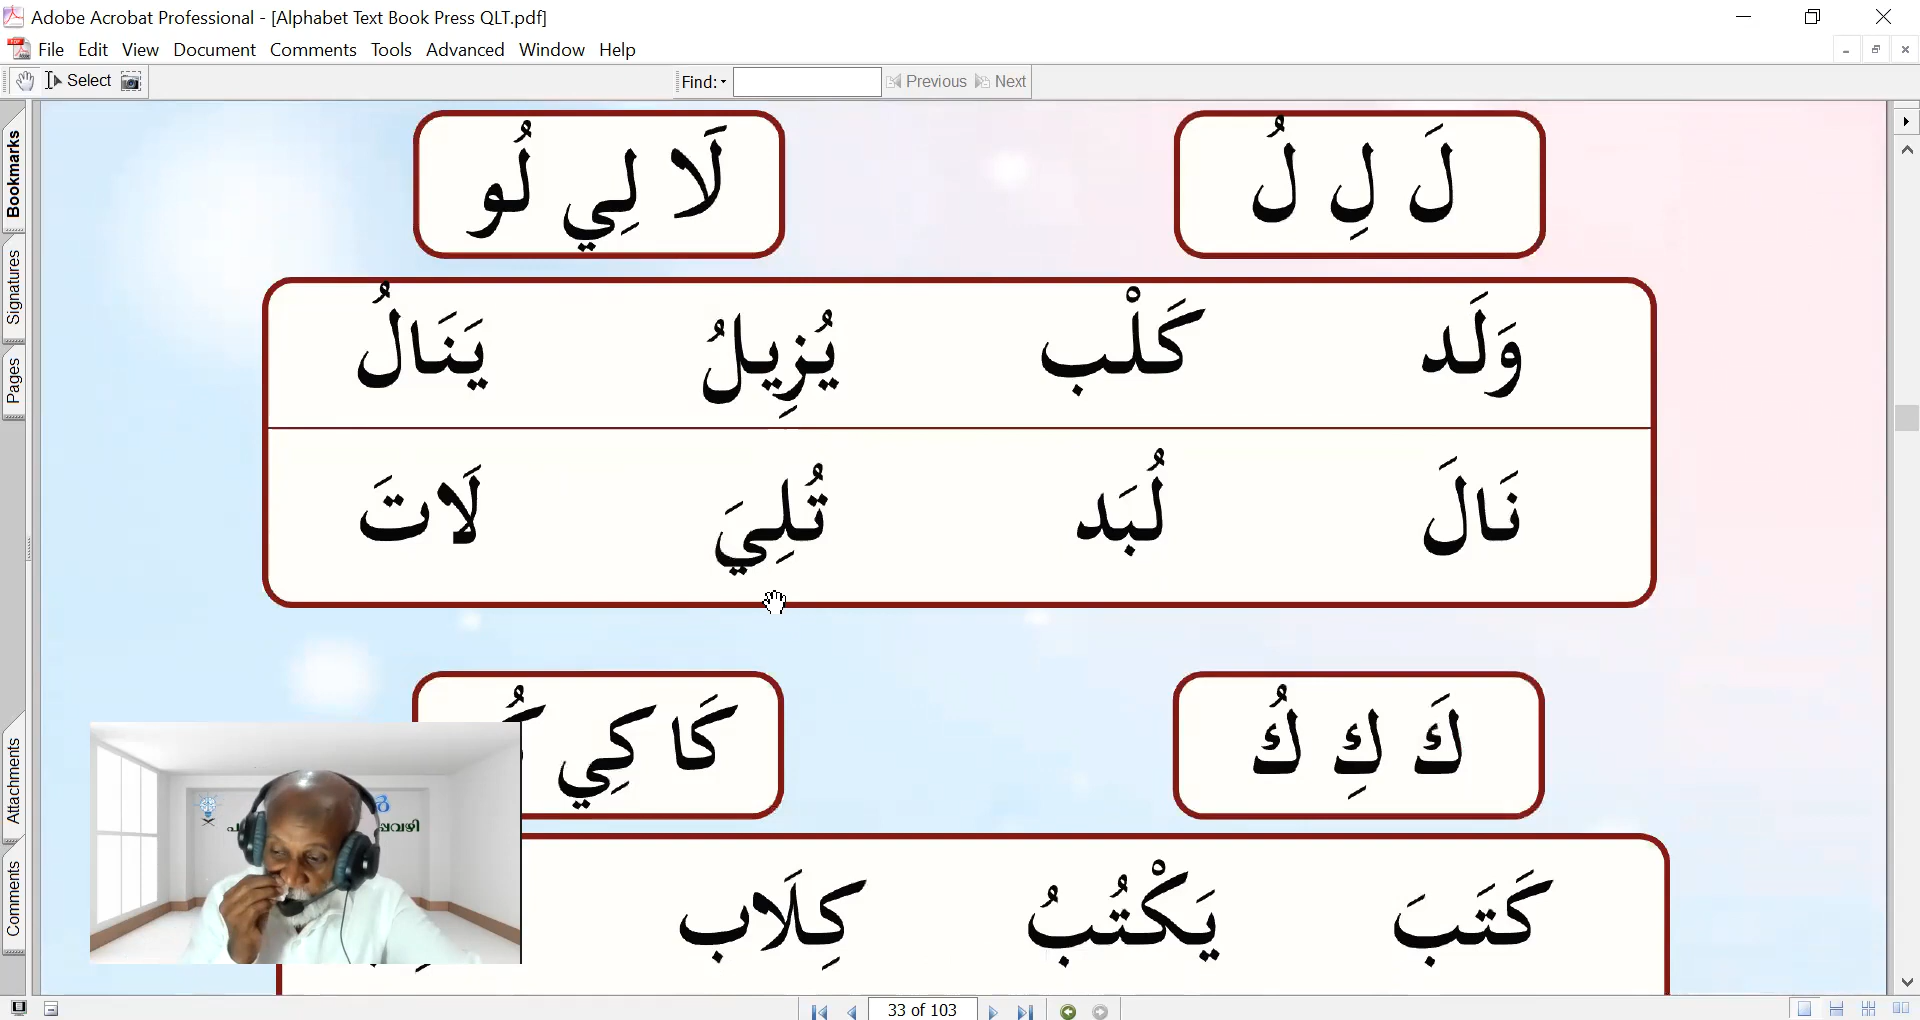 Adobe Acrobat Professional - [Alphabet Text Book Press QLT.pdf]
File Edit View Document Comments Tools Advanced Window Help
Select Find: Previous Next
Bookmarks
Signatures
Pages
Attachments
Comments
لَ لِ لُ
لَا لِي لُو
وَلَد كَلْب يُزِيلُ يَنَالُ
نَالَ لُبَد تُلِيَ لَاتَ
كَ كِ كُ
كَا كِي
كَتَبَ يَكْتُبُ كِلَاب
33 of 103